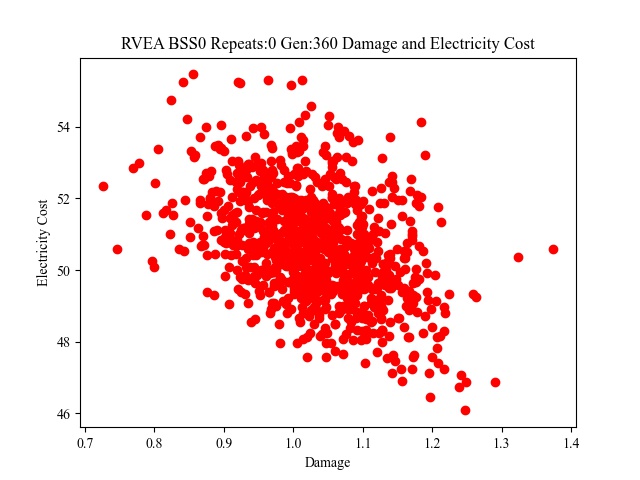 RVEA BSS0 Repeats:0 Gen:360 Damage and Electricity Cost
54
52
50
48
46
Electricity Cost
0.7 0.8 0.9 1.0 1.1 1.2 1.3 1.4
Damage